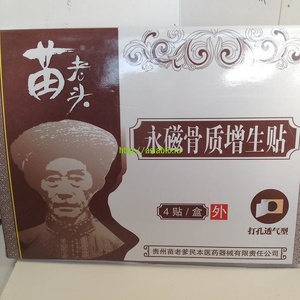 苗老头
永磁骨质增生贴
4贴/盒 外
打孔透气型
贵州苗老爹民本医药器械有限责任公司